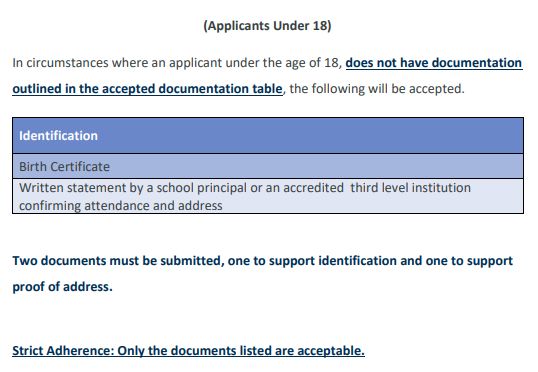 (Applicants Under 18)
In circumstances where an applicant under the age of 18, does not have documentation
outlined in the accepted documentation table, the following will be accepted.
Identification
Birth Certificate
Written statement by a school principal or an accredited third level institution
confirming attendance and address
Two documents must be submitted, one to support identification and one to support
proof of address.
Strict Adherence: Only the documents listed are acceptable.